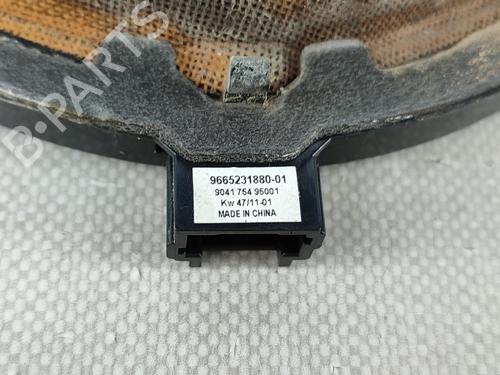 B-PARTS
9665231880-01
9041 754 95001
Kw 47/11-01
MADE IN CHINA